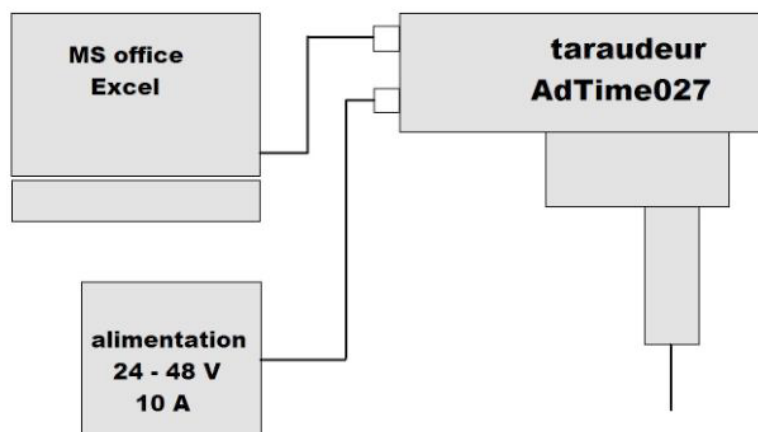 MS office
Excel
taraudeur
AdTime027
alimentation
24 - 48 V
10 A